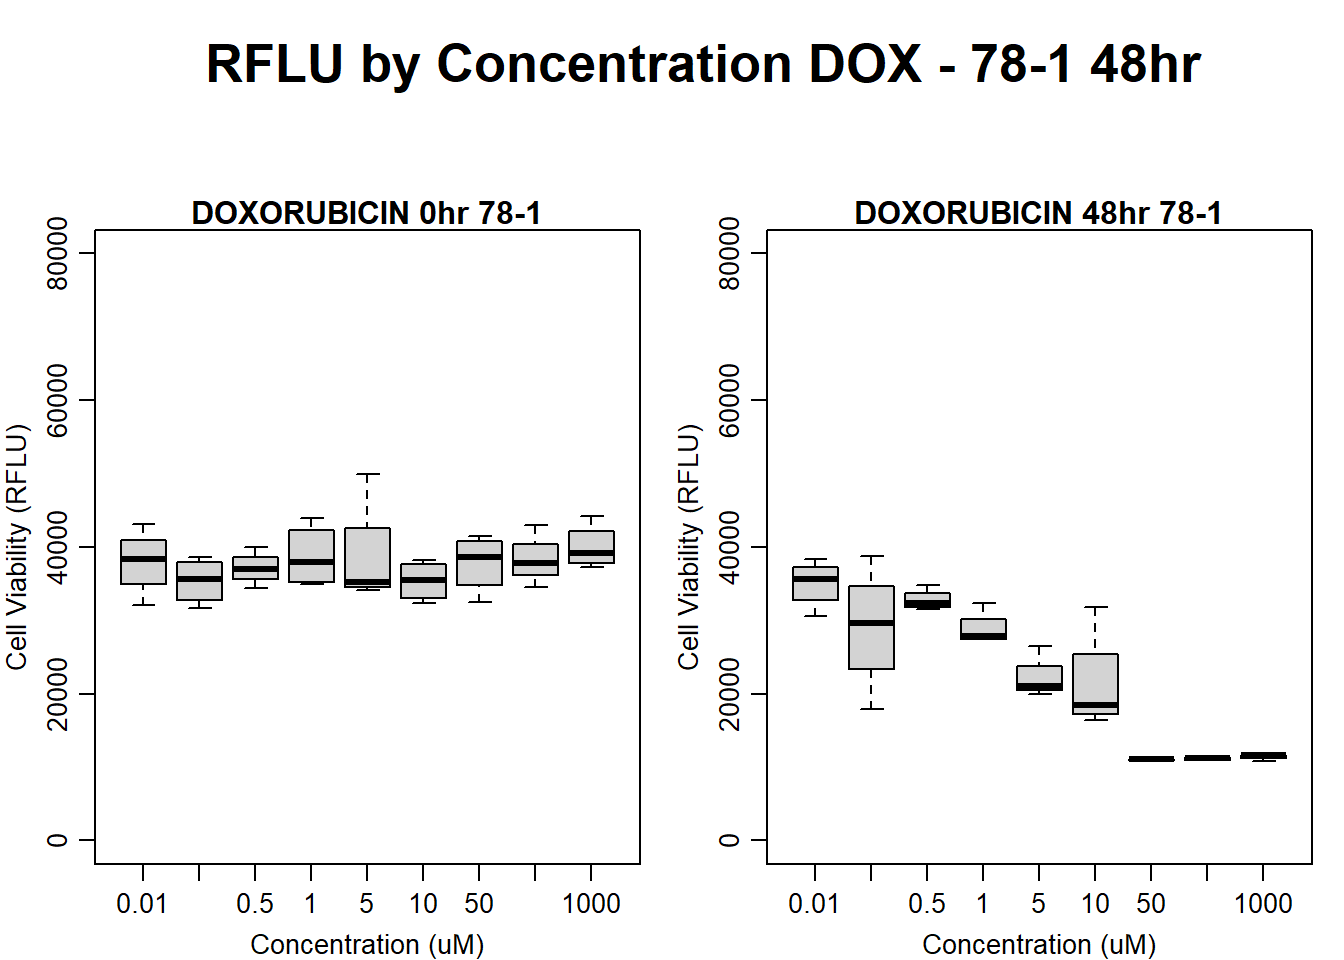 RFLU by Concentration DOX - 78-1 48hr
DOXORUBICIN 0hr 78-1
Cell Viability (RFLU)
80000
60000
40000
20000
0
0.01 0.5 1 5 10 50 1000
Concentration (uM)
DOXORUBICIN 48hr 78-1
Cell Viability (RFLU)
80000
60000
40000
20000
0
0.01 0.5 1 5 10 50 1000
Concentration (uM)